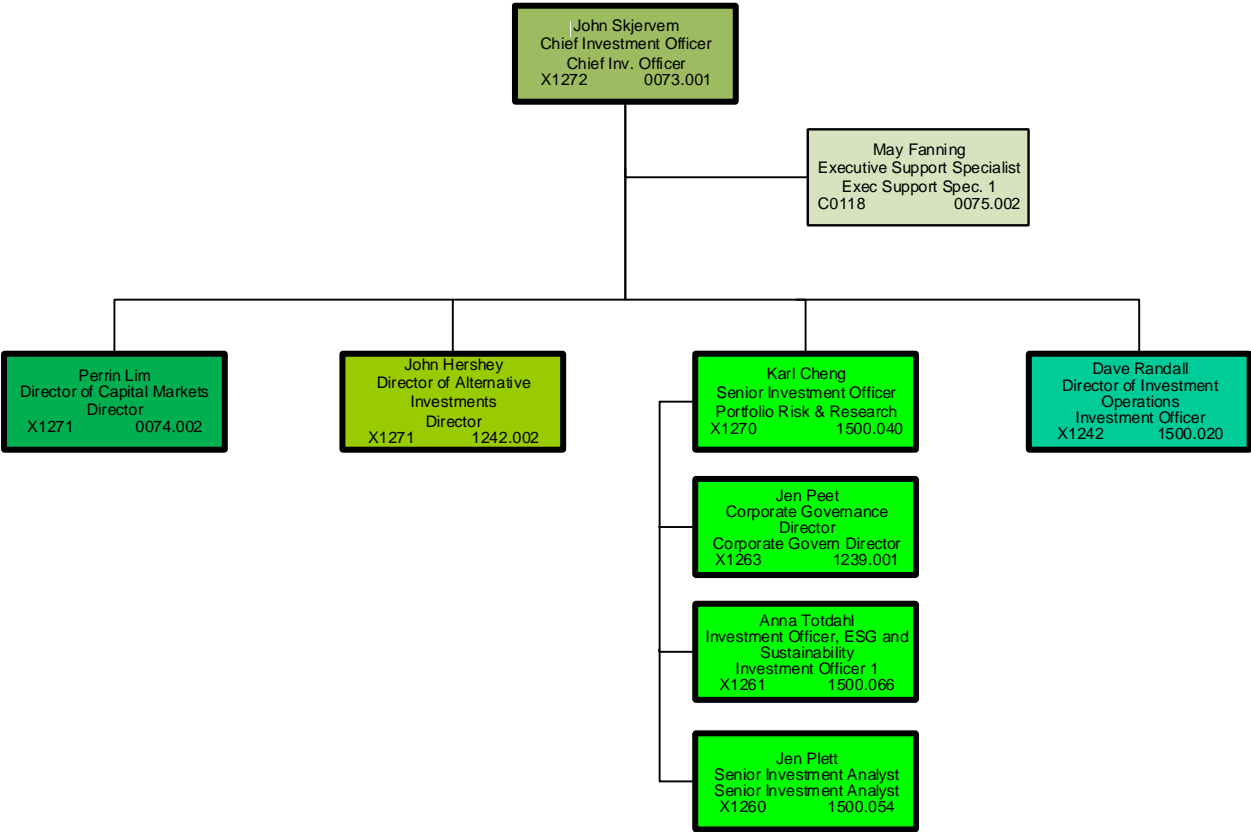 John Skjervem
Chief Investment Officer
Chief Inv. Officer
X1272 0073.001
May Fanning
Executive Support Specialist
Exec Support Spec. 1
C0118 0075.002
Perrin Lim
Director of Capital Markets
Director
X1271 0074.002
John Hershey
Director of Alternative
Investments
Director
X1271 1242.002
Karl Cheng
Senior Investment Officer
Portfolio Risk & Research
X1270 1500.040
Dave Randall
Director of Investment
Operations
Investment Officer
X1242 1500.020
Jen Peet
Corporate Governance
Director
Corporate Govern Director
X1263 1239.001
Anna Totdahl
Investment Officer, ESG and
Sustainability
Investment Officer 1
X1261 1500.066
Jen Plett
Senior Investment Analyst
Senior Investment Analyst
X1260 1500.054